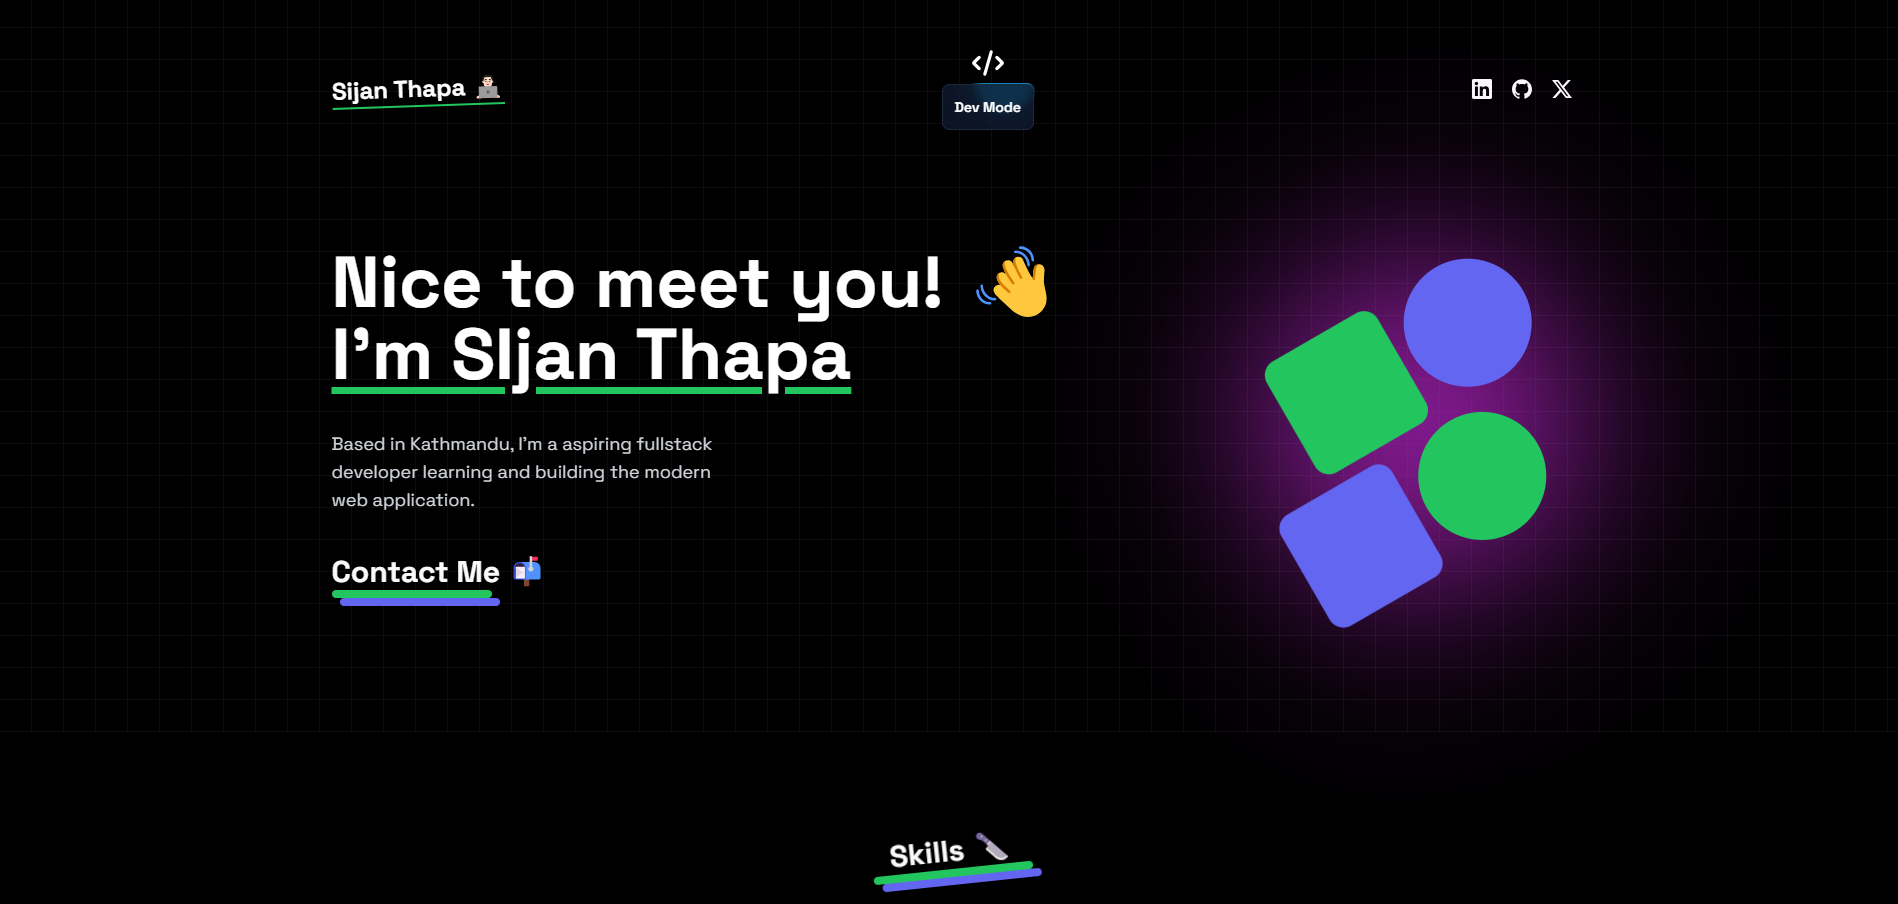 Sijan Thapa
Dev Mode
Nice to meet you!
I’m SIjan Thapa
Based in Kathmandu, I’m a aspiring fullstack
developer learning and building the modern
web application.
Contact Me
Skills